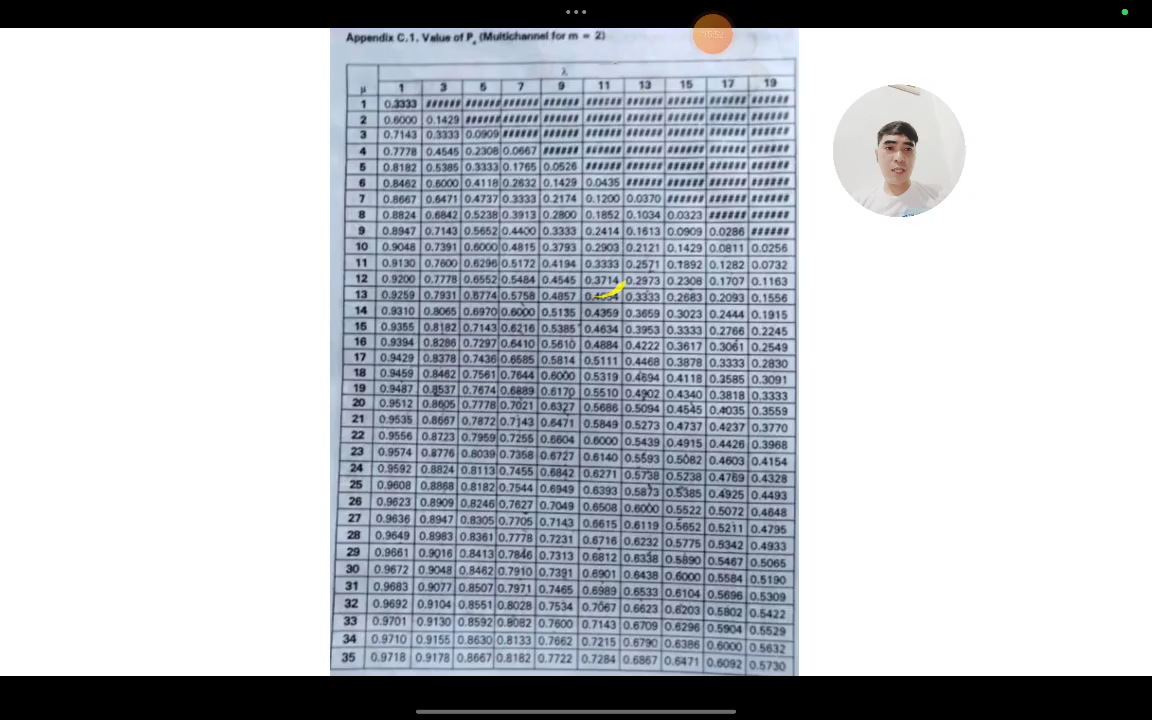 10:52
Appendix C.1. Value of P₀ (Multichannel for m = 2)
λ
μ 1 3 5 7 9 11 13 15 17 19
1 0.3333 ###### ###### ###### ###### ###### ###### ###### ###### ######
2 0.6000 0.1429 ###### ###### ###### ###### ###### ###### ###### ######
3 0.7143 0.3333 0.0909 ###### ###### ###### ###### ###### ###### ######
4 0.7778 0.4545 0.2308 0.0667 ###### ###### ###### ###### ###### ######
5 0.8182 0.5385 0.3333 0.1765 0.0526 ###### ###### ###### ###### ######
6 0.8462 0.6000 0.4118 0.2632 0.1429 0.0435 ###### ###### ###### ######
7 0.8667 0.6471 0.4737 0.3333 0.2174 0.1200 0.0370 ###### ###### ######
8 0.8824 0.6842 0.5238 0.3913 0.2800 0.1852 0.1034 0.0323 ###### ######
9 0.8947 0.7143 0.5652 0.4400 0.3333 0.2414 0.1613 0.0909 0.0286 ######
10 0.9048 0.7391 0.6000 0.4815 0.3793 0.2903 0.2121 0.1429 0.0811 0.0256
11 0.9130 0.7600 0.6296 0.5172 0.4194 0.3333 0.2571 0.1892 0.1282 0.0732
12 0.9200 0.7778 0.6552 0.5484 0.4545 0.3714 0.2973 0.2308 0.1707 0.1163
13 0.9259 0.7931 0.6774 0.5758 0.4857 0.3333 0.2683 0.2093 0.1556
14 0.9310 0.8065 0.6970 0.6000 0.5135 0.4359 0.3659 0.3023 0.2444 0.1915
15 0.9355 0.8182 0.7143 0.6216 0.5385 0.4634 0.3953 0.3333 0.2766 0.2245
16 0.9394 0.8286 0.7297 0.6410 0.5610 0.4884 0.4222 0.3617 0.3061 0.2549
17 0.9429 0.8378 0.7436 0.6585 0.5814 0.5111 0.4468 0.3878 0.3333 0.2830
18 0.9459 0.8462 0.7561 0.7644 0.6000 0.5319 0.4694 0.4118 0.3585 0.3091
19 0.9487 0.8537 0.7674 0.6889 0.6170 0.5510 0.4902 0.4340 0.3818 0.3333
20 0.9512 0.8605 0.7778 0.7021 0.6327 0.5686 0.5094 0.4545 0.4035 0.3559
21 0.9535 0.8667 0.7872 0.7143 0.6471 0.5849 0.5273 0.4737 0.4237 0.3770
22 0.9556 0.8723 0.7959 0.7255 0.6604 0.6000 0.5439 0.4915 0.4426 0.3968
23 0.9574 0.8776 0.8039 0.7358 0.6727 0.6140 0.5593 0.5082 0.4603 0.4154
24 0.9592 0.8824 0.8113 0.7455 0.6842 0.6271 0.5738 0.5238 0.4769 0.4328
25 0.9608 0.8868 0.8182 0.7544 0.6949 0.6393 0.5873 0.5385 0.4925 0.4493
26 0.9623 0.8909 0.8246 0.7627 0.7049 0.6508 0.6000 0.5522 0.5072 0.4648
27 0.9636 0.8947 0.8305 0.7705 0.7143 0.6615 0.6119 0.5652 0.5211 0.4795
28 0.9649 0.8983 0.8361 0.7778 0.7231 0.6716 0.6232 0.5775 0.5342 0.4933
29 0.9661 0.9016 0.8413 0.7846 0.7313 0.6812 0.6338 0.5890 0.5467 0.5065
30 0.9672 0.9048 0.8462 0.7910 0.7391 0.6901 0.6438 0.6000 0.5584 0.5190
31 0.9683 0.9077 0.8507 0.7971 0.7465 0.6989 0.6533 0.6104 0.5696 0.5309
32 0.9692 0.9104 0.8551 0.8028 0.7534 0.7067 0.6623 0.6203 0.5802 0.5422
33 0.9701 0.9130 0.8592 0.8082 0.7600 0.7143 0.6709 0.6296 0.5904 0.5529
34 0.9710 0.9155 0.8630 0.8133 0.7662 0.7215 0.6790 0.6386 0.6000 0.5632
35 0.9718 0.9178 0.8667 0.8182 0.7722 0.7284 0.6867 0.6471 0.6092 0.5730